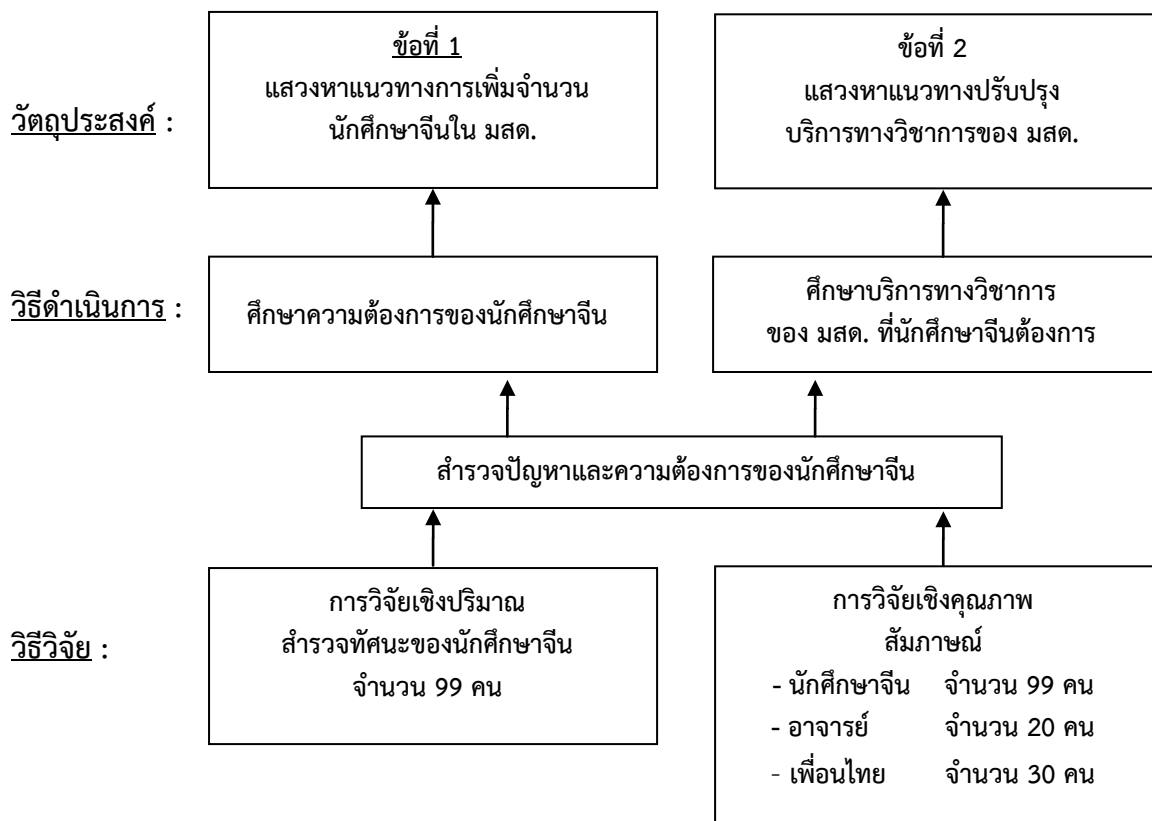 ข้อที่ 1
แสวงหาแนวทางการเพิ่มจำนวน
นักศึกษาจีนใน มสด.
ข้อที่ 2
แสวงหาแนวทางปรับปรุง
บริการทางวิชาการของ มสด.
วัตถุประสงค์ :
วิธีดำเนินการ :
ศึกษาความต้องการของนักศึกษาจีน
ศึกษาบริการทางวิชาการ
ของ มสด. ที่นักศึกษาจีนต้องการ
สำรวจปัญหาและความต้องการของนักศึกษาจีน
วิธีวิจัย :
การวิจัยเชิงปริมาณ
สำรวจทัศนะของนักศึกษาจีน
จำนวน 99 คน
การวิจัยเชิงคุณภาพ
สัมภาษณ์
- นักศึกษาจีน จำนวน 99 คน
- อาจารย์ จำนวน 20 คน
- เพื่อนไทย จำนวน 30 คน